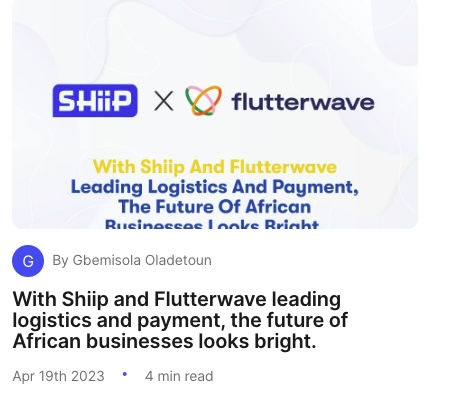 SHiiP X flutterwave
With Shiip And Flutterwave
Leading Logistics And Payment,
The Future Of African
Businesses Looks Bright
G By Gbemisola Oladetoun
With Shiip and Flutterwave leading
logistics and payment, the future of
African businesses looks bright.
Apr 19th 2023 • 4 min read